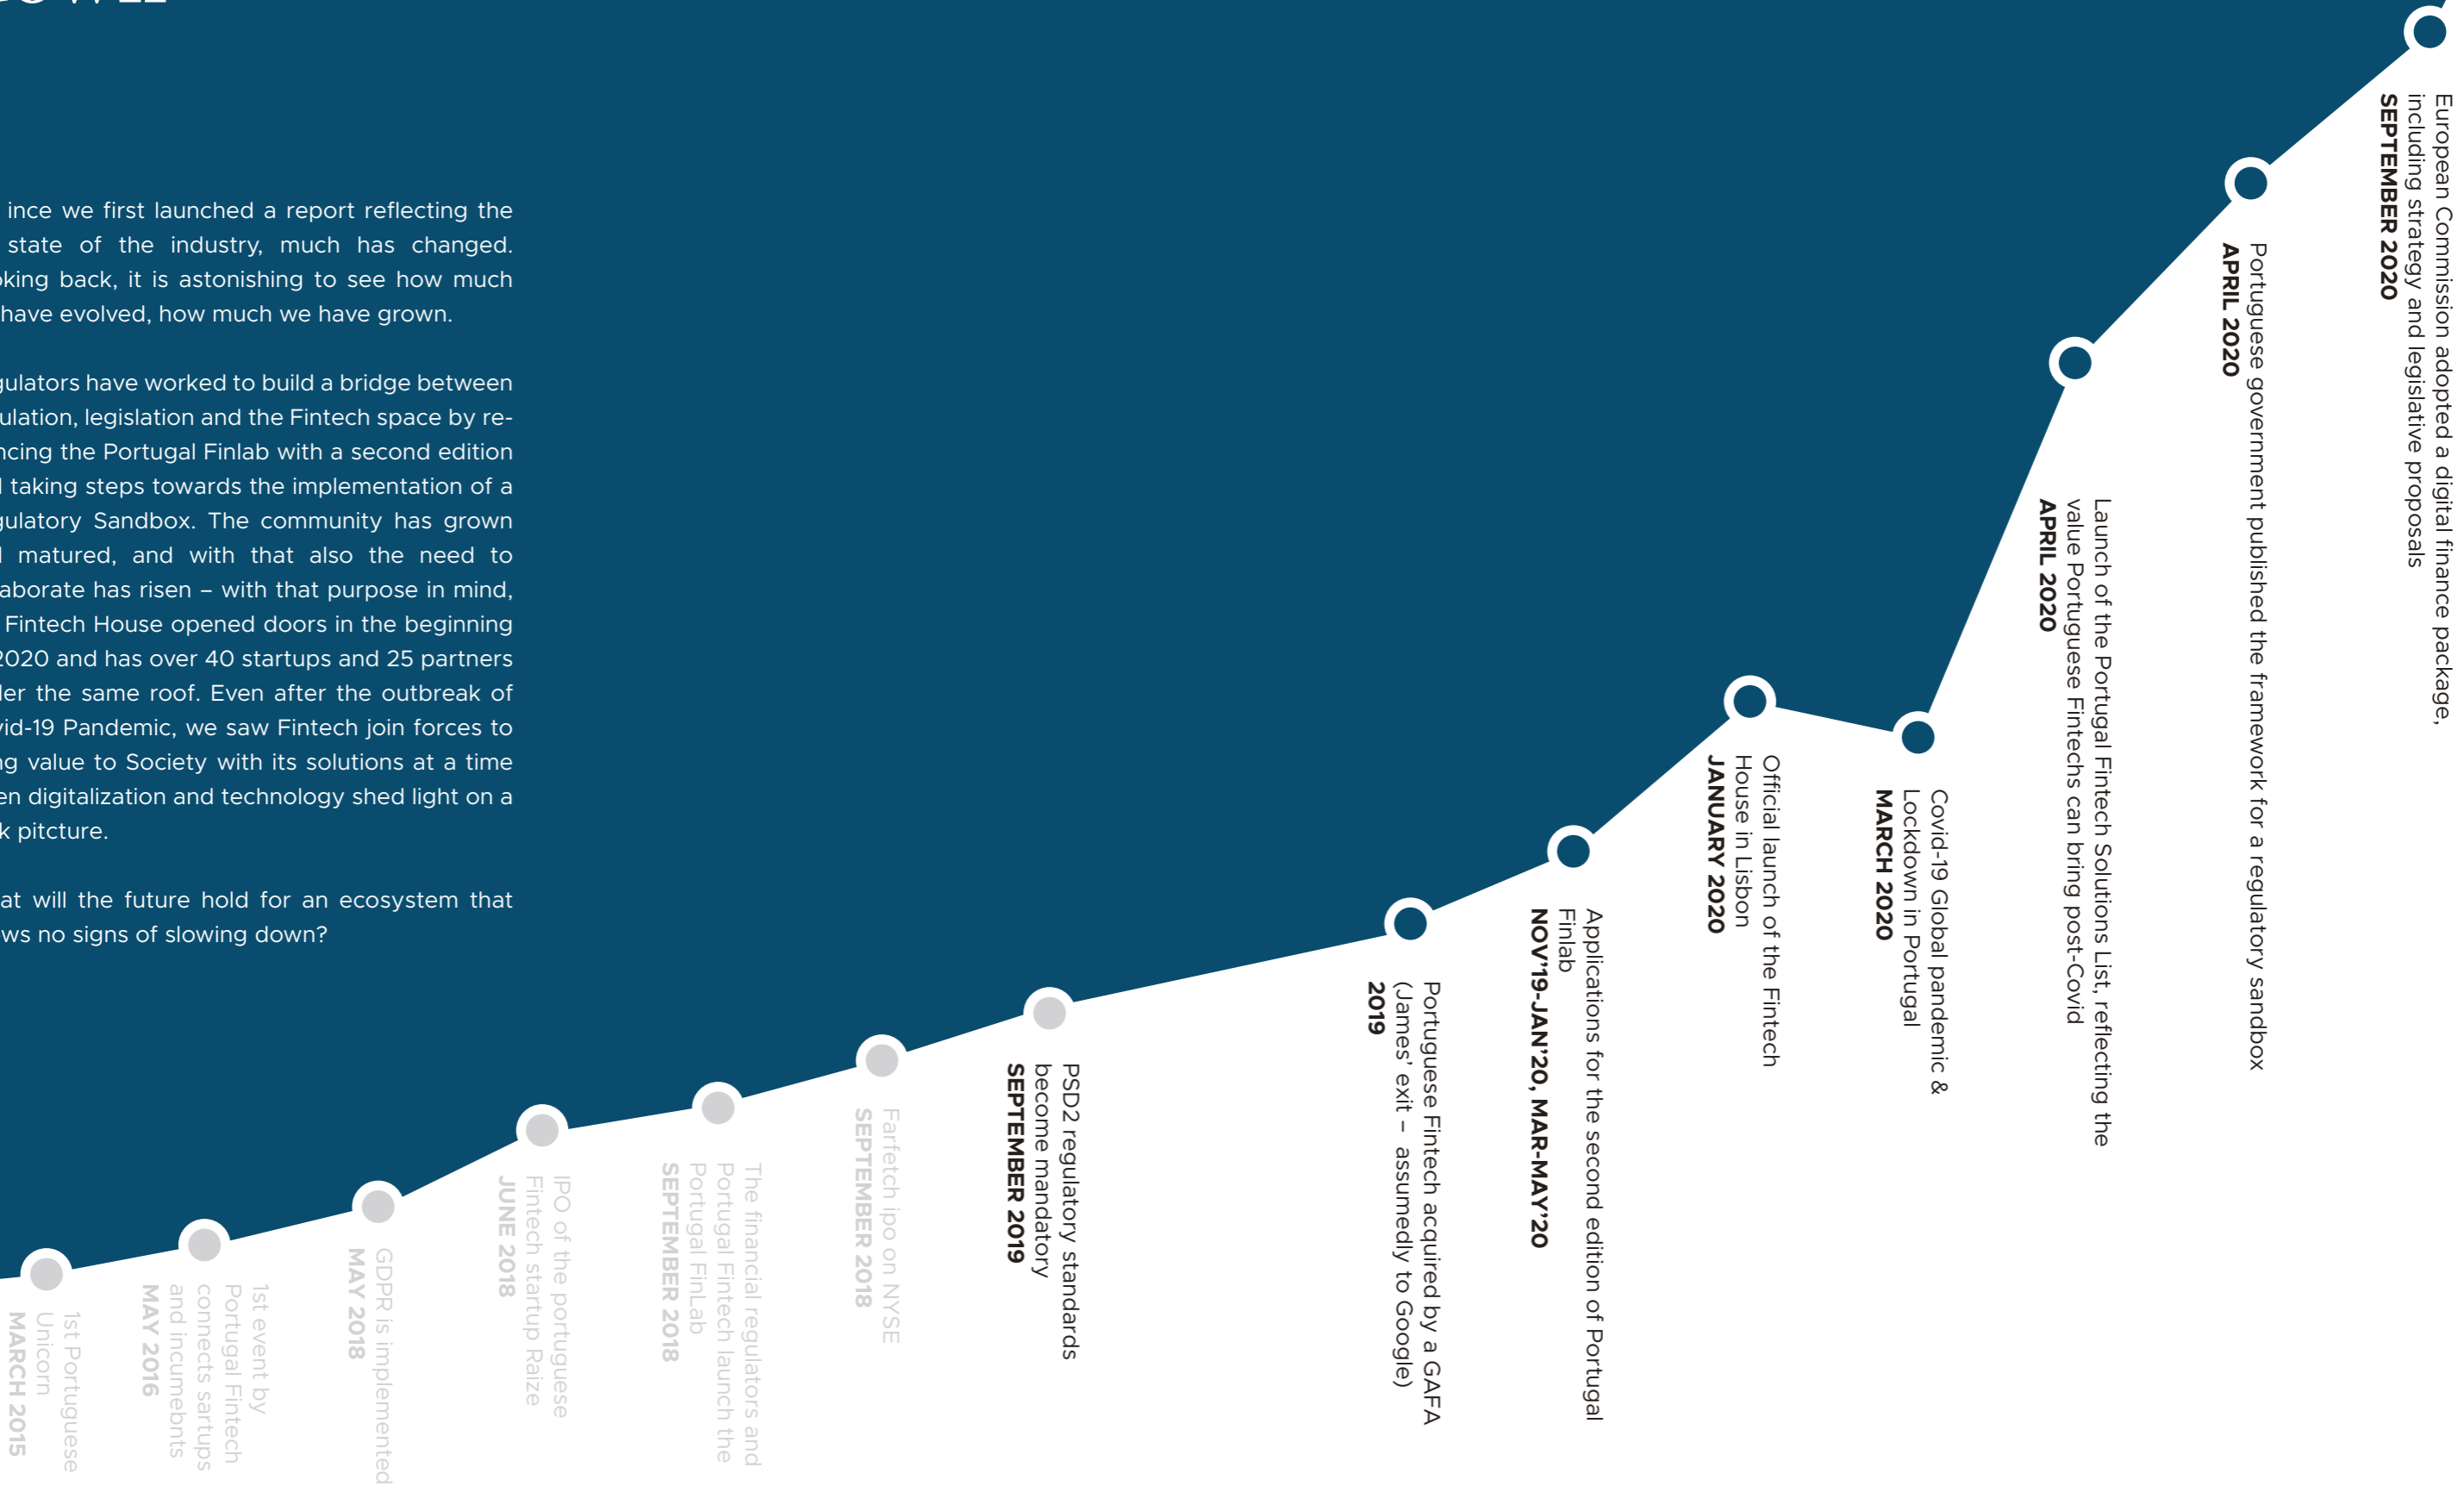 ince we first launched a report reflecting the
state of the industry, much has changed.
king back, it is astonishing to see how much
have evolved, how much we have grown.
gulators have worked to build a bridge between
ulation, legislation and the Fintech space by re-
ncing the Portugal Finlab with a second edition
taking steps towards the implementation of a
gulatory Sandbox. The community has grown
matured, and with that also the need to
aborate has risen – with that purpose in mind,
Fintech House opened doors in the beginning
2020 and has over 40 startups and 25 partners
er the same roof. Even after the outbreak of
vid-19 Pandemic, we saw Fintech join forces to
ng value to Society with its solutions at a time
en digitalization and technology shed light on a
k pitcture.
at will the future hold for an ecosystem that
ws no signs of slowing down?
1st Portuguese
Unicorn
MARCH 2015
1st event by
Portugal Fintech
connects sartups
and incumebnts
MAY 2016
GDPR is implemented
MAY 2018
IPO of the portuguese
Fintech startup Raize
JUNE 2018
The financial regulators and
Portugal Fintech launch the
Portugal FinLab
SEPTEMBER 2018
Farfetch ipo on NYSE
SEPTEMBER 2018
PSD2 regulatory standards
become mandatory
SEPTEMBER 2019
Portuguese Fintech acquired by a GAFA
(James’ exit – assumedly to Google)
2019
Applications for the second edition of Portugal
Finlab
NOV’19-JAN’20, MAR-MAY’20
Official launch of the Fintech
House in Lisbon
JANUARY 2020
Covid-19 Global pandemic &
Lockdown in Portugal
MARCH 2020
Launch of the Portugal Fintech Solutions List, reflecting the
value Portuguese Fintechs can bring post-Covid
APRIL 2020
Portuguese government published the framework for a regulatory sandbox
APRIL 2020
European Commission adopted a digital finance package,
including strategy and legislative proposals
SEPTEMBER 2020